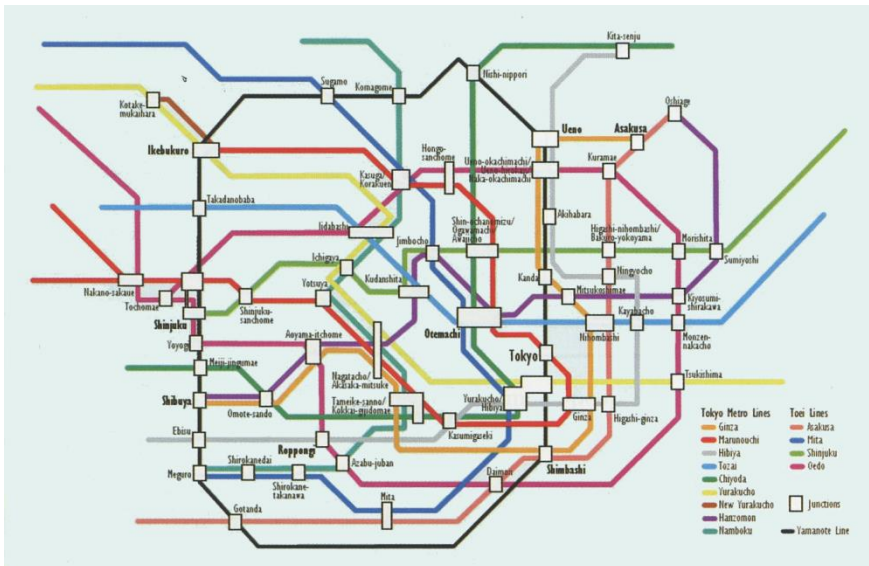 Kita-senju
Nishi-nippori
Sugamo
Komagome
Kotake-
mukaihara
Oshiage
Ueno
Asakusa
Ikebukuro
Hongo-
sanchome
Ueno-okachimachi/
Ueno-hirokoji/
Naka-okachimachi
Kuramae
Kasuga/
Korakuen
Takadanobaba
Iidabashi
Akihabara
Shin-ochanomizu/
Ogawamachi/
Awajicho
Higashi-nihombashi/
Bakuro-yokoyama
Morishita
Jimbocho
Ichigaya
Sumiyoshi
Kudanshita
Kanda
Ningyocho
Nakano-sakaue
Yotsuya
Mitsukoshimae
Tochomae
Shinjuku-
sanchome
Kiyosumi-
shirakawa
Shinjuku
Otemachi
Kayabacho
Aoyama-itchome
Nihombashi
Monzen-
nakacho
Yoyogi
Tokyo
Meiji-jingumae
Nagatacho/
Akasaka-mitsuke
Tsukishima
Shibuya
Yurakucho/
Hibiya
Tameike-sanno/
Kokkai-gijidomae
Omote-sando
Ginza
Higashi-ginza
Kasumigaseki
Ebisu
Roppongi
Shirokanedai
Azabu-juban
Shimbashi
Meguro
Shirokane-
takanawa
Daimon
Mita
Gotanda
Tokyo Metro Lines
Ginza
Marunouchi
Hibiya
Tozai
Chiyoda
Yurakucho
New Yurakucho
Hanzomon
Namboku
Toei Lines
Asakusa
Mita
Shinjuku
Oedo
Junctions
Yamanote Line